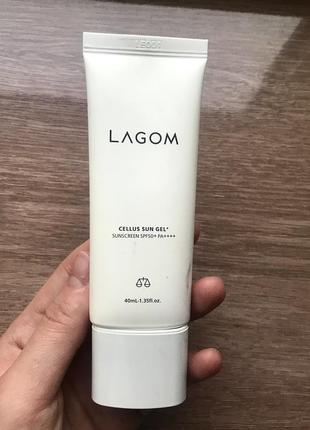 LAGOM
CELLUS SUN GEL+
SUNSCREEN SPF50+ PA++++
40mL-1.35fl.oz.